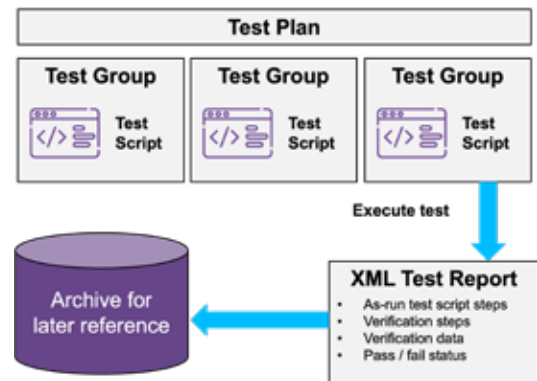 Test Plan
Test Group
Test Group
Test Group
</>
Test
Script
</>
Test
Script
</>
Test
Script
Execute test
XML Test Report
• As-run test script steps
• Verification steps
• Verification data
• Pass / fail status
Archive for
later reference